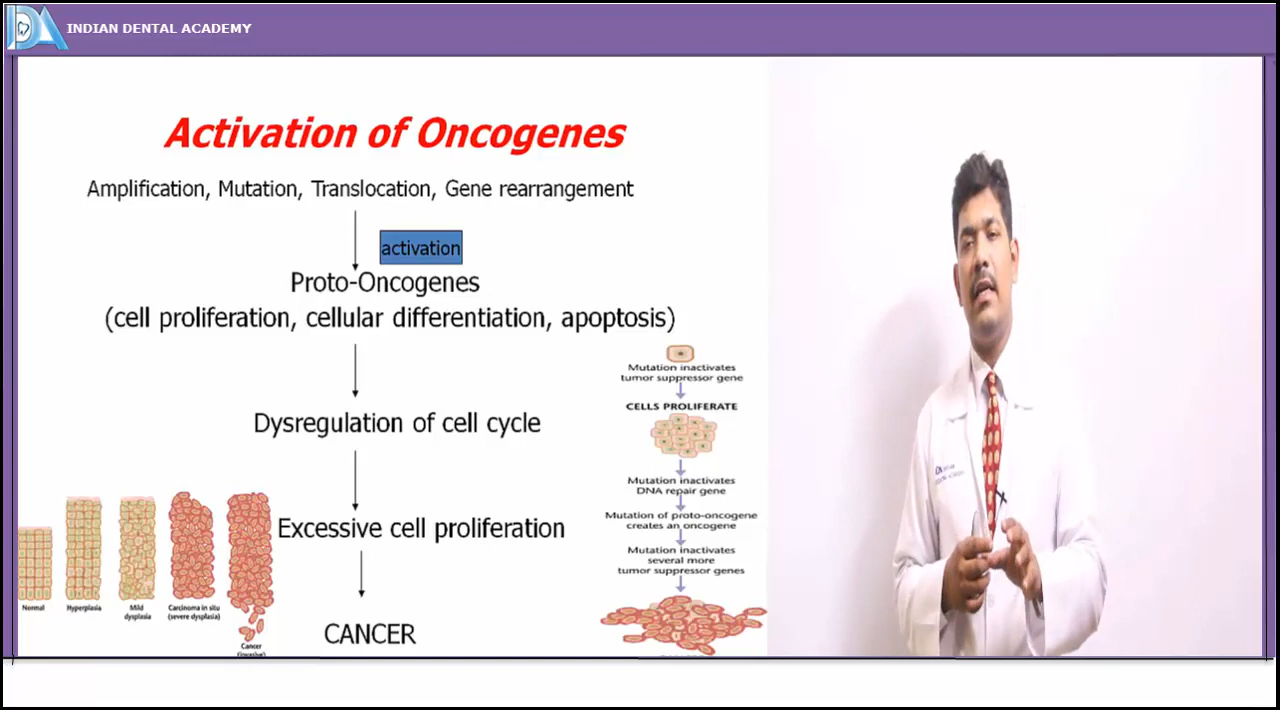 INDIAN DENTAL ACADEMY
Activation of Oncogenes
Amplification, Mutation, Translocation, Gene rearrangement
activation
Proto-Oncogenes
(cell proliferation, cellular differentiation, apoptosis)
Dysregulation of cell cycle
Excessive cell proliferation
CANCER
Normal
Hyperplasia
Mild
dysplasia
Carcinoma in situ
(severe dysplasia)
Cancer
(invasive)
Mutation inactivates
tumor suppressor gene
CELLS PROLIFERATE
Mutation inactivates
DNA repair gene
Mutation of proto-oncogene
creates an oncogene
Mutation inactivates
several more
tumor suppressor genes